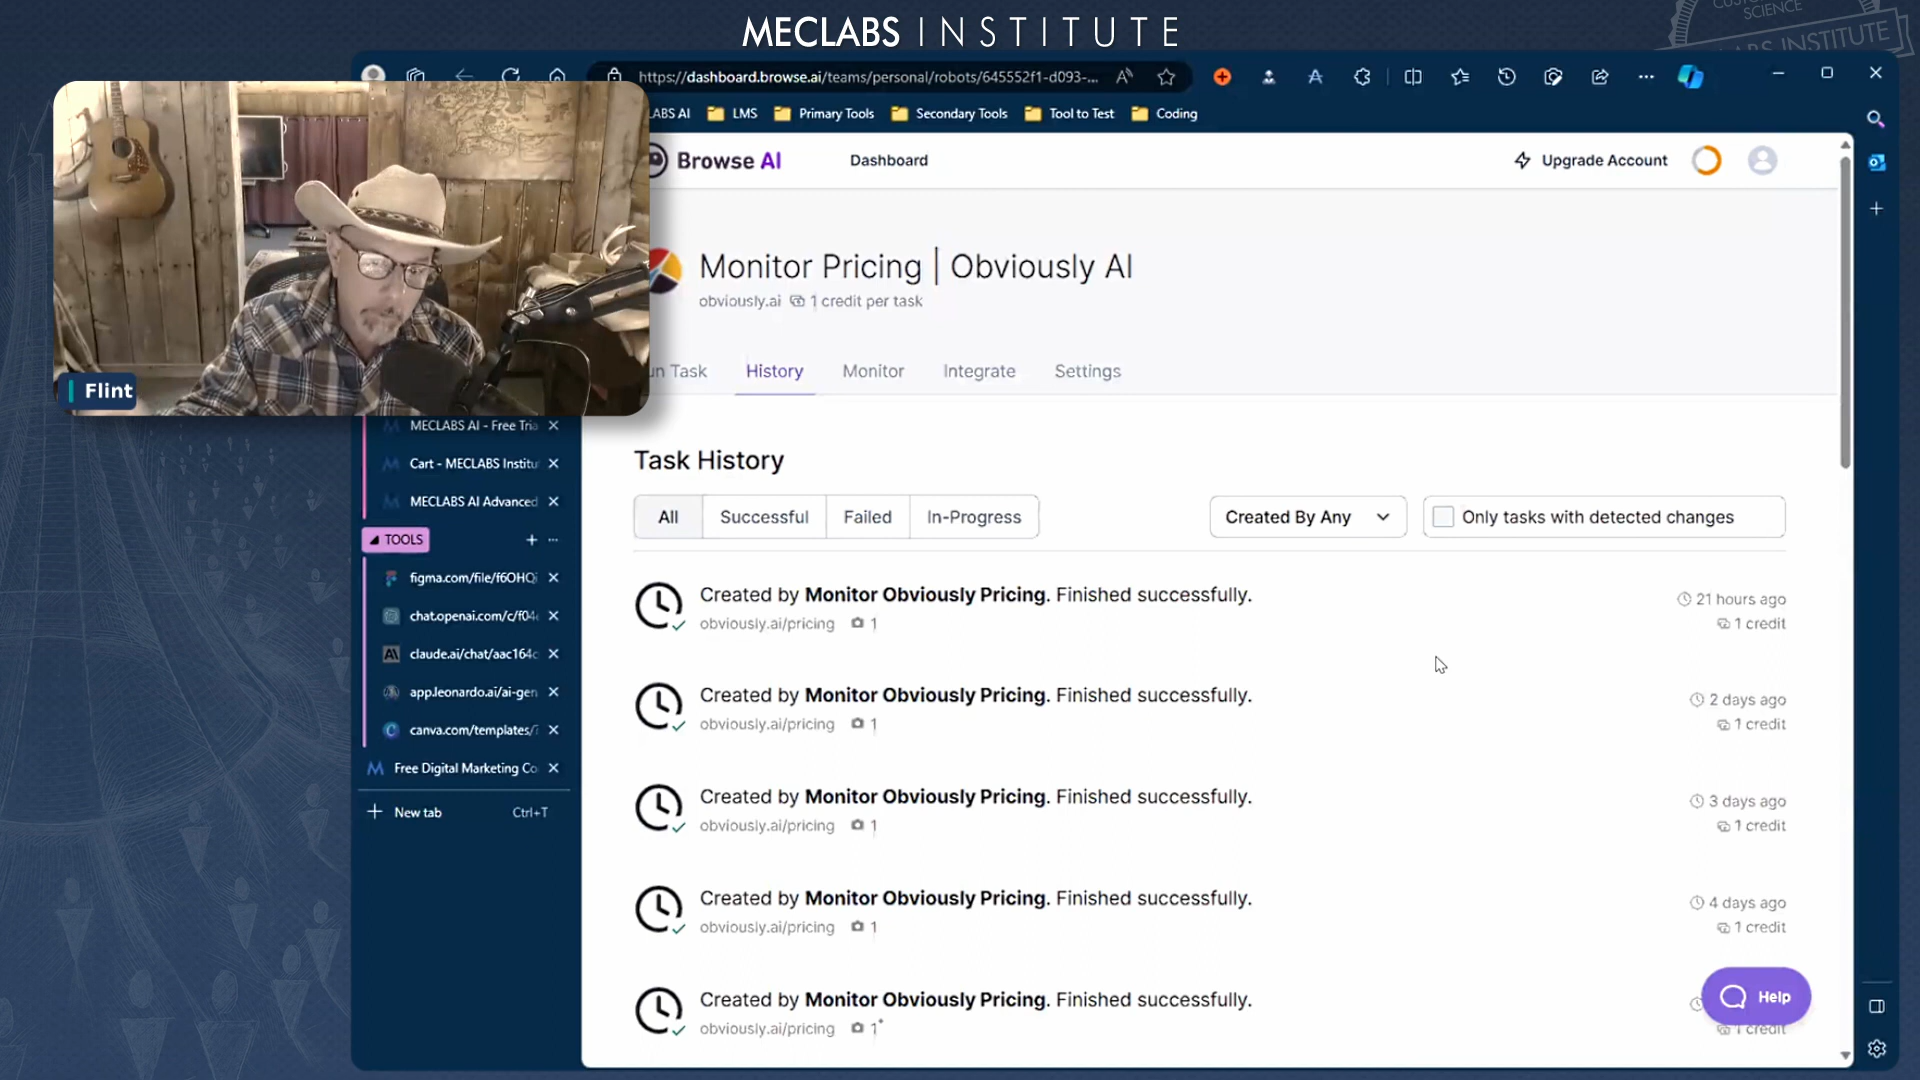 MECLABS INSTITUTE
SCIENCE
INSTITUTE
https://dashboard.browse.ai/teams/personal/robots/645552f1-d093-...
LABS AI LMS Primary Tools Secondary Tools Tool to Test Coding
Browse AI Dashboard Upgrade Account
Monitor Pricing | Obviously AI
obviously.ai 1 credit per task
Flint
un Task History Monitor Integrate Settings
MECLABS AI - Free Tria
Cart - MECLABS Institu
MECLABS AI Advanced
TOOLS
figma.com/file/f6OHQ
chat.openai.com/c/f04
claude.ai/chat/aac164c
app.leonardo.ai/ai-gen
canva.com/templates/
Free Digital Marketing Co
New tab Ctrl+T
Task History
All Successful Failed In-Progress Created By Any Only tasks with detected changes
Created by Monitor Obviously Pricing. Finished successfully. 21 hours ago
obviously.ai/pricing 1 1 credit
Created by Monitor Obviously Pricing. Finished successfully. 2 days ago
obviously.ai/pricing 1 1 credit
Created by Monitor Obviously Pricing. Finished successfully. 3 days ago
obviously.ai/pricing 1 1 credit
Created by Monitor Obviously Pricing. Finished successfully. 4 days ago
obviously.ai/pricing 1 1 credit
Created by Monitor Obviously Pricing. Finished successfully.
obviously.ai/pricing 1* 1 credit
Help